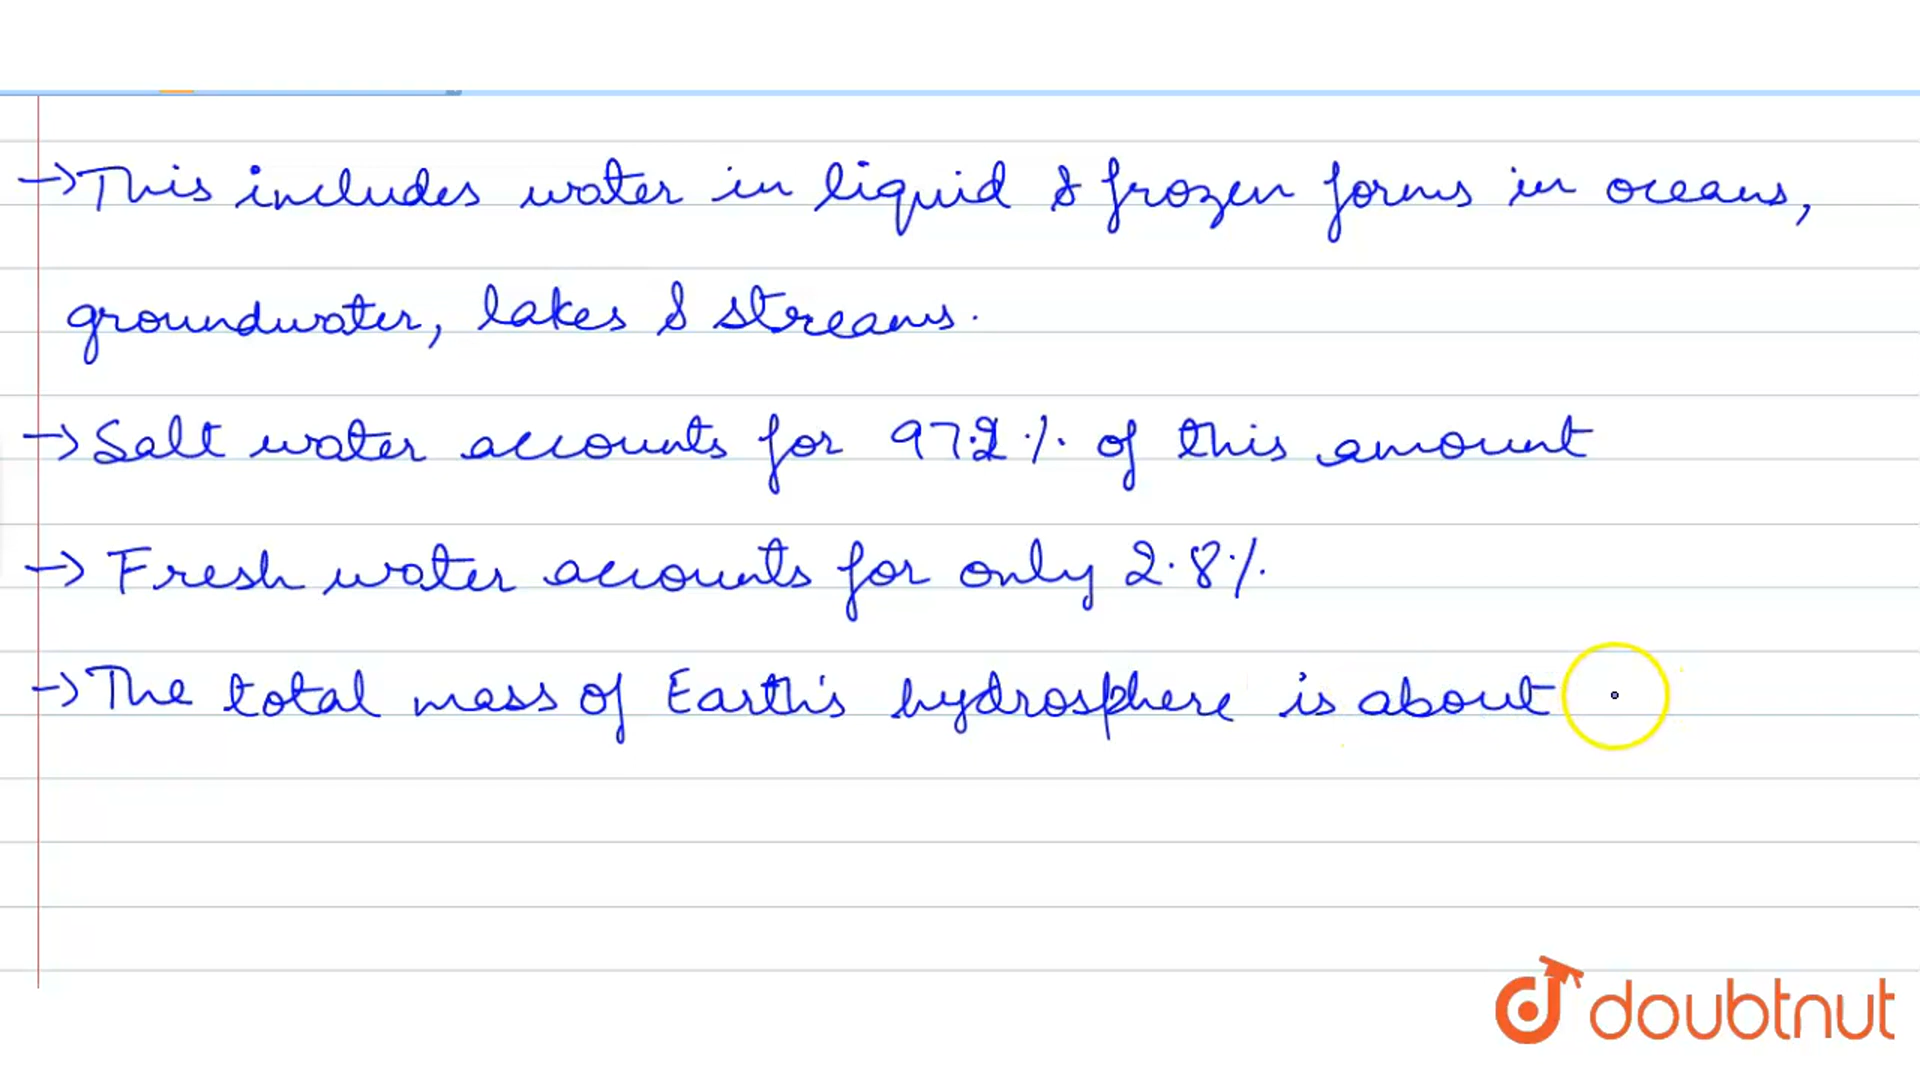 → This includes water in liquid & frozen forms in oceans,
groundwater, lakes & streams.
→ Salt water accounts for 97.2% of this amount
→ Fresh water accounts for only 2.8%.
→ The total mass of Earth's hydrosphere is about
doubtnut